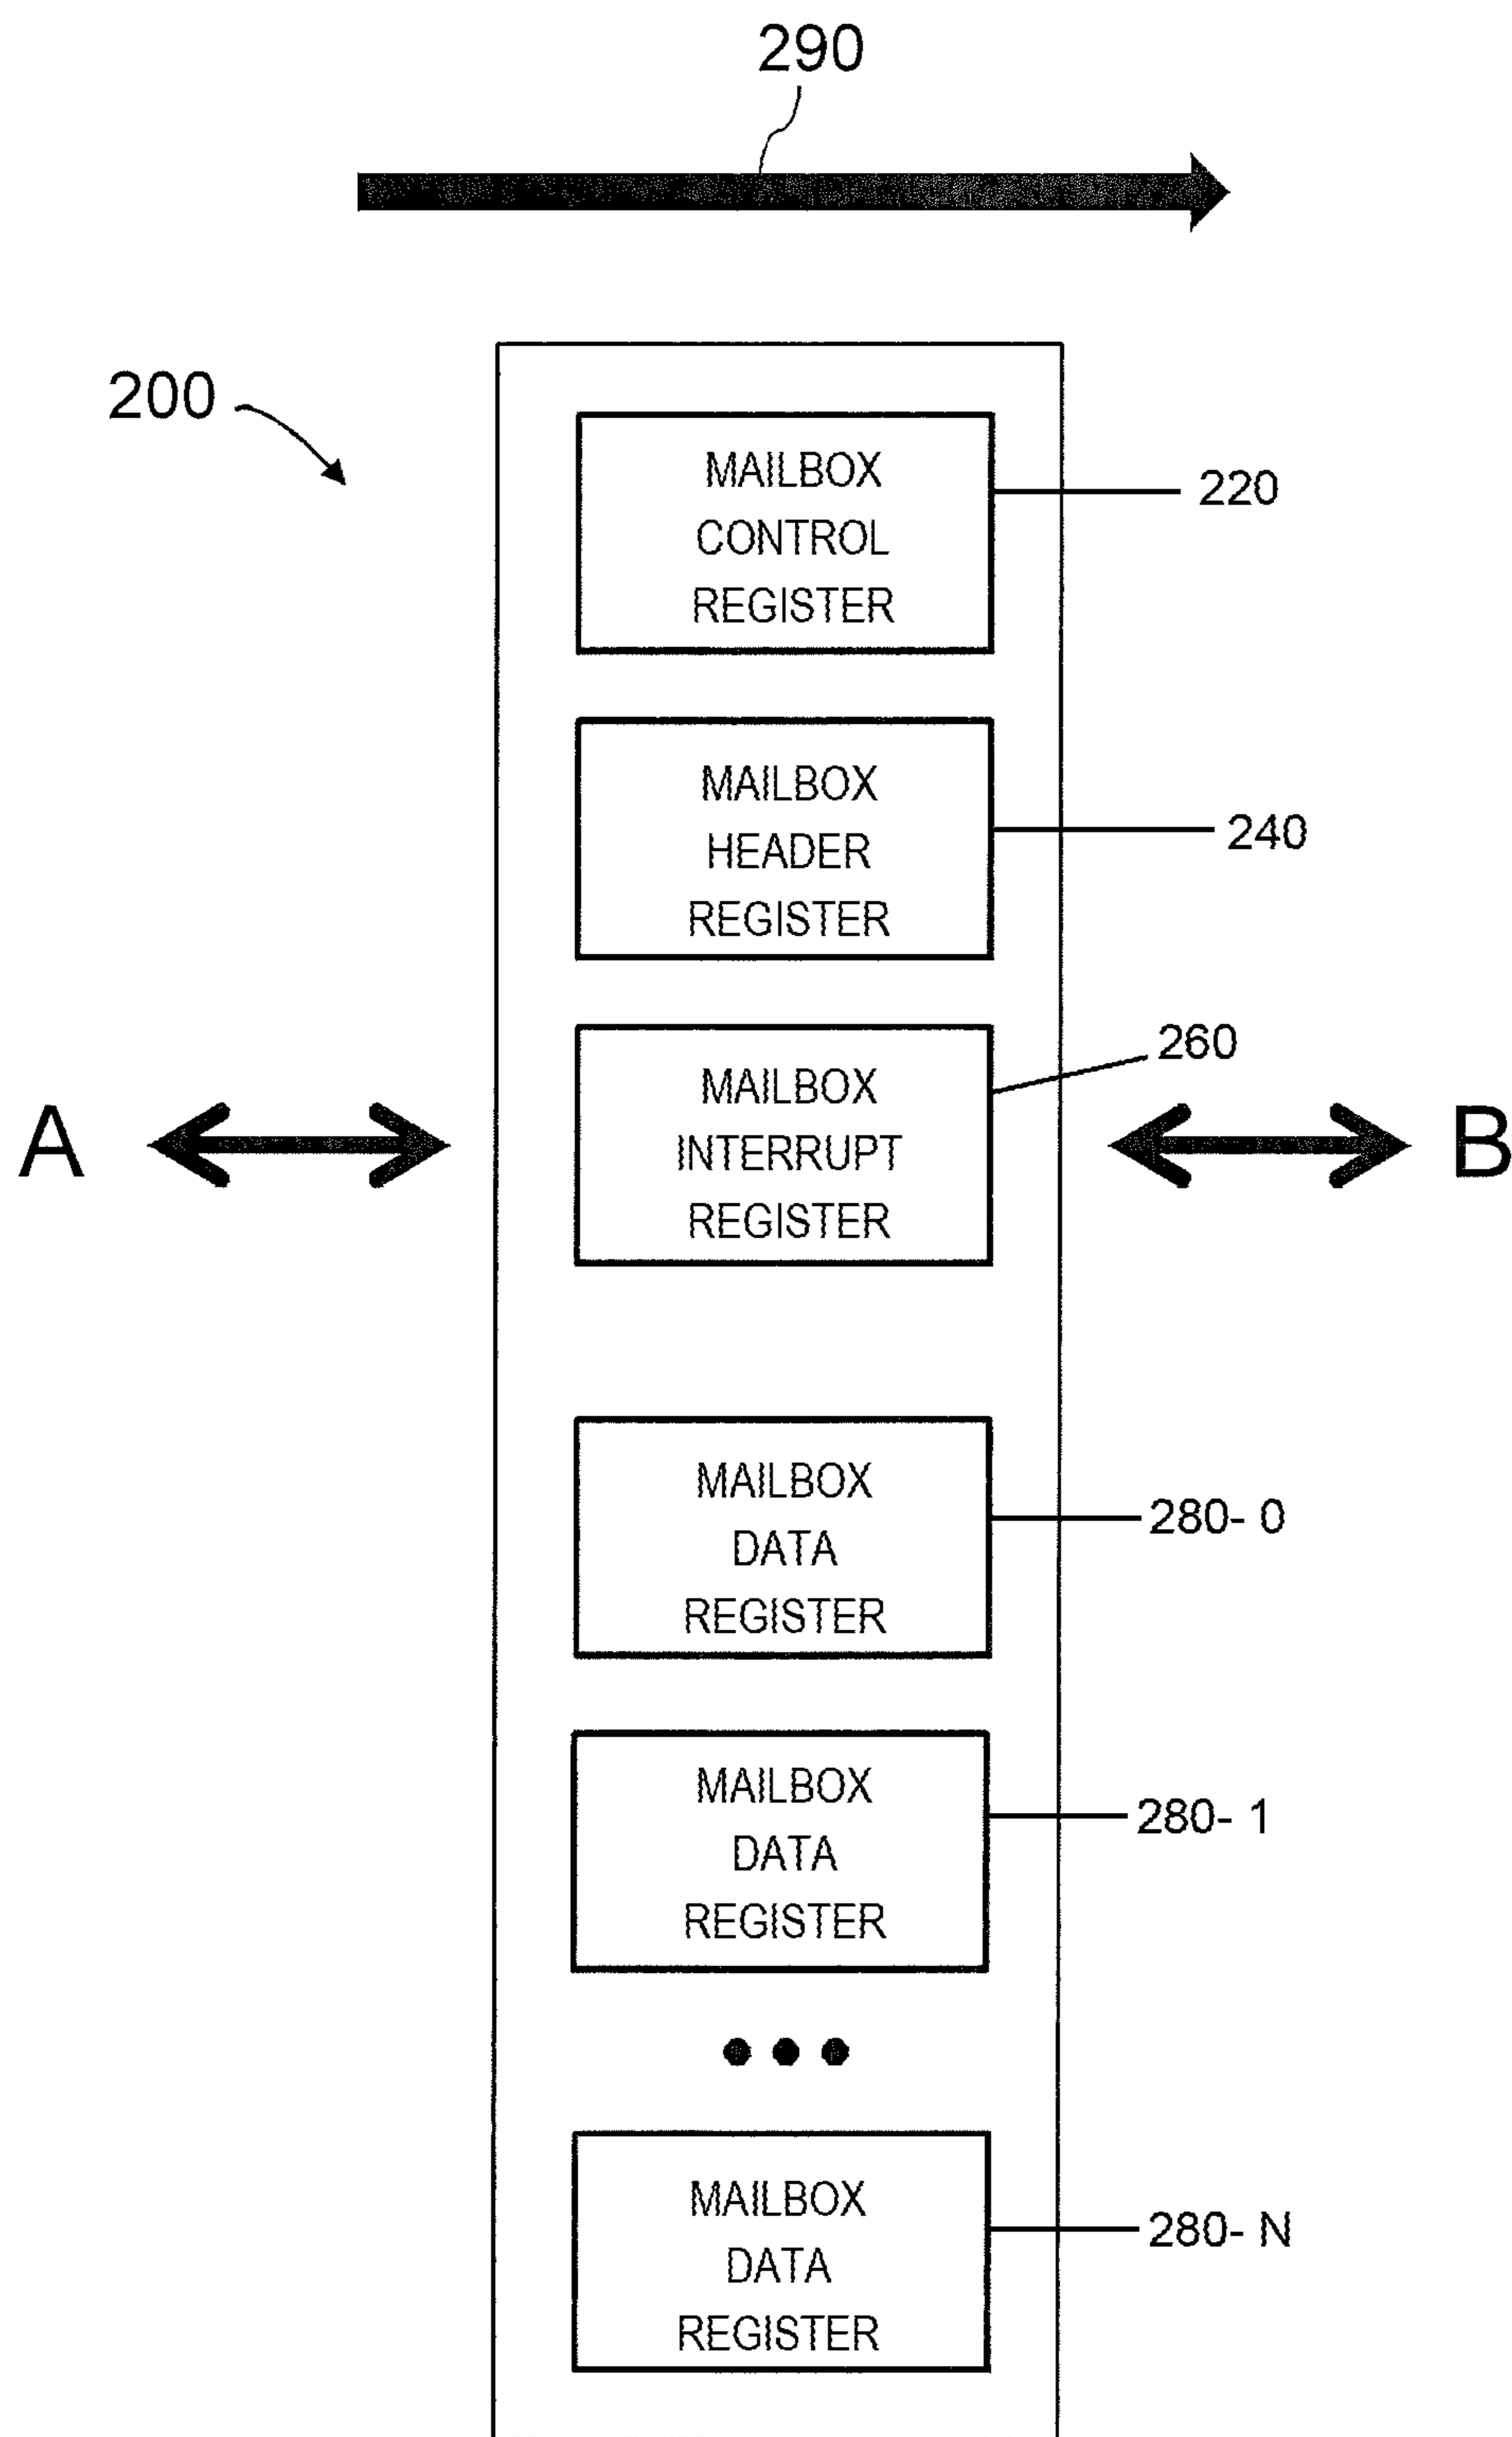 290
200
MAILBOX
CONTROL
REGISTER
220
MAILBOX
HEADER
REGISTER
240
MAILBOX
INTERRUPT
REGISTER
260
A
B
MAILBOX
DATA
REGISTER
280- 0
MAILBOX
DATA
REGISTER
280- 1
MAILBOX
DATA
REGISTER
280- N